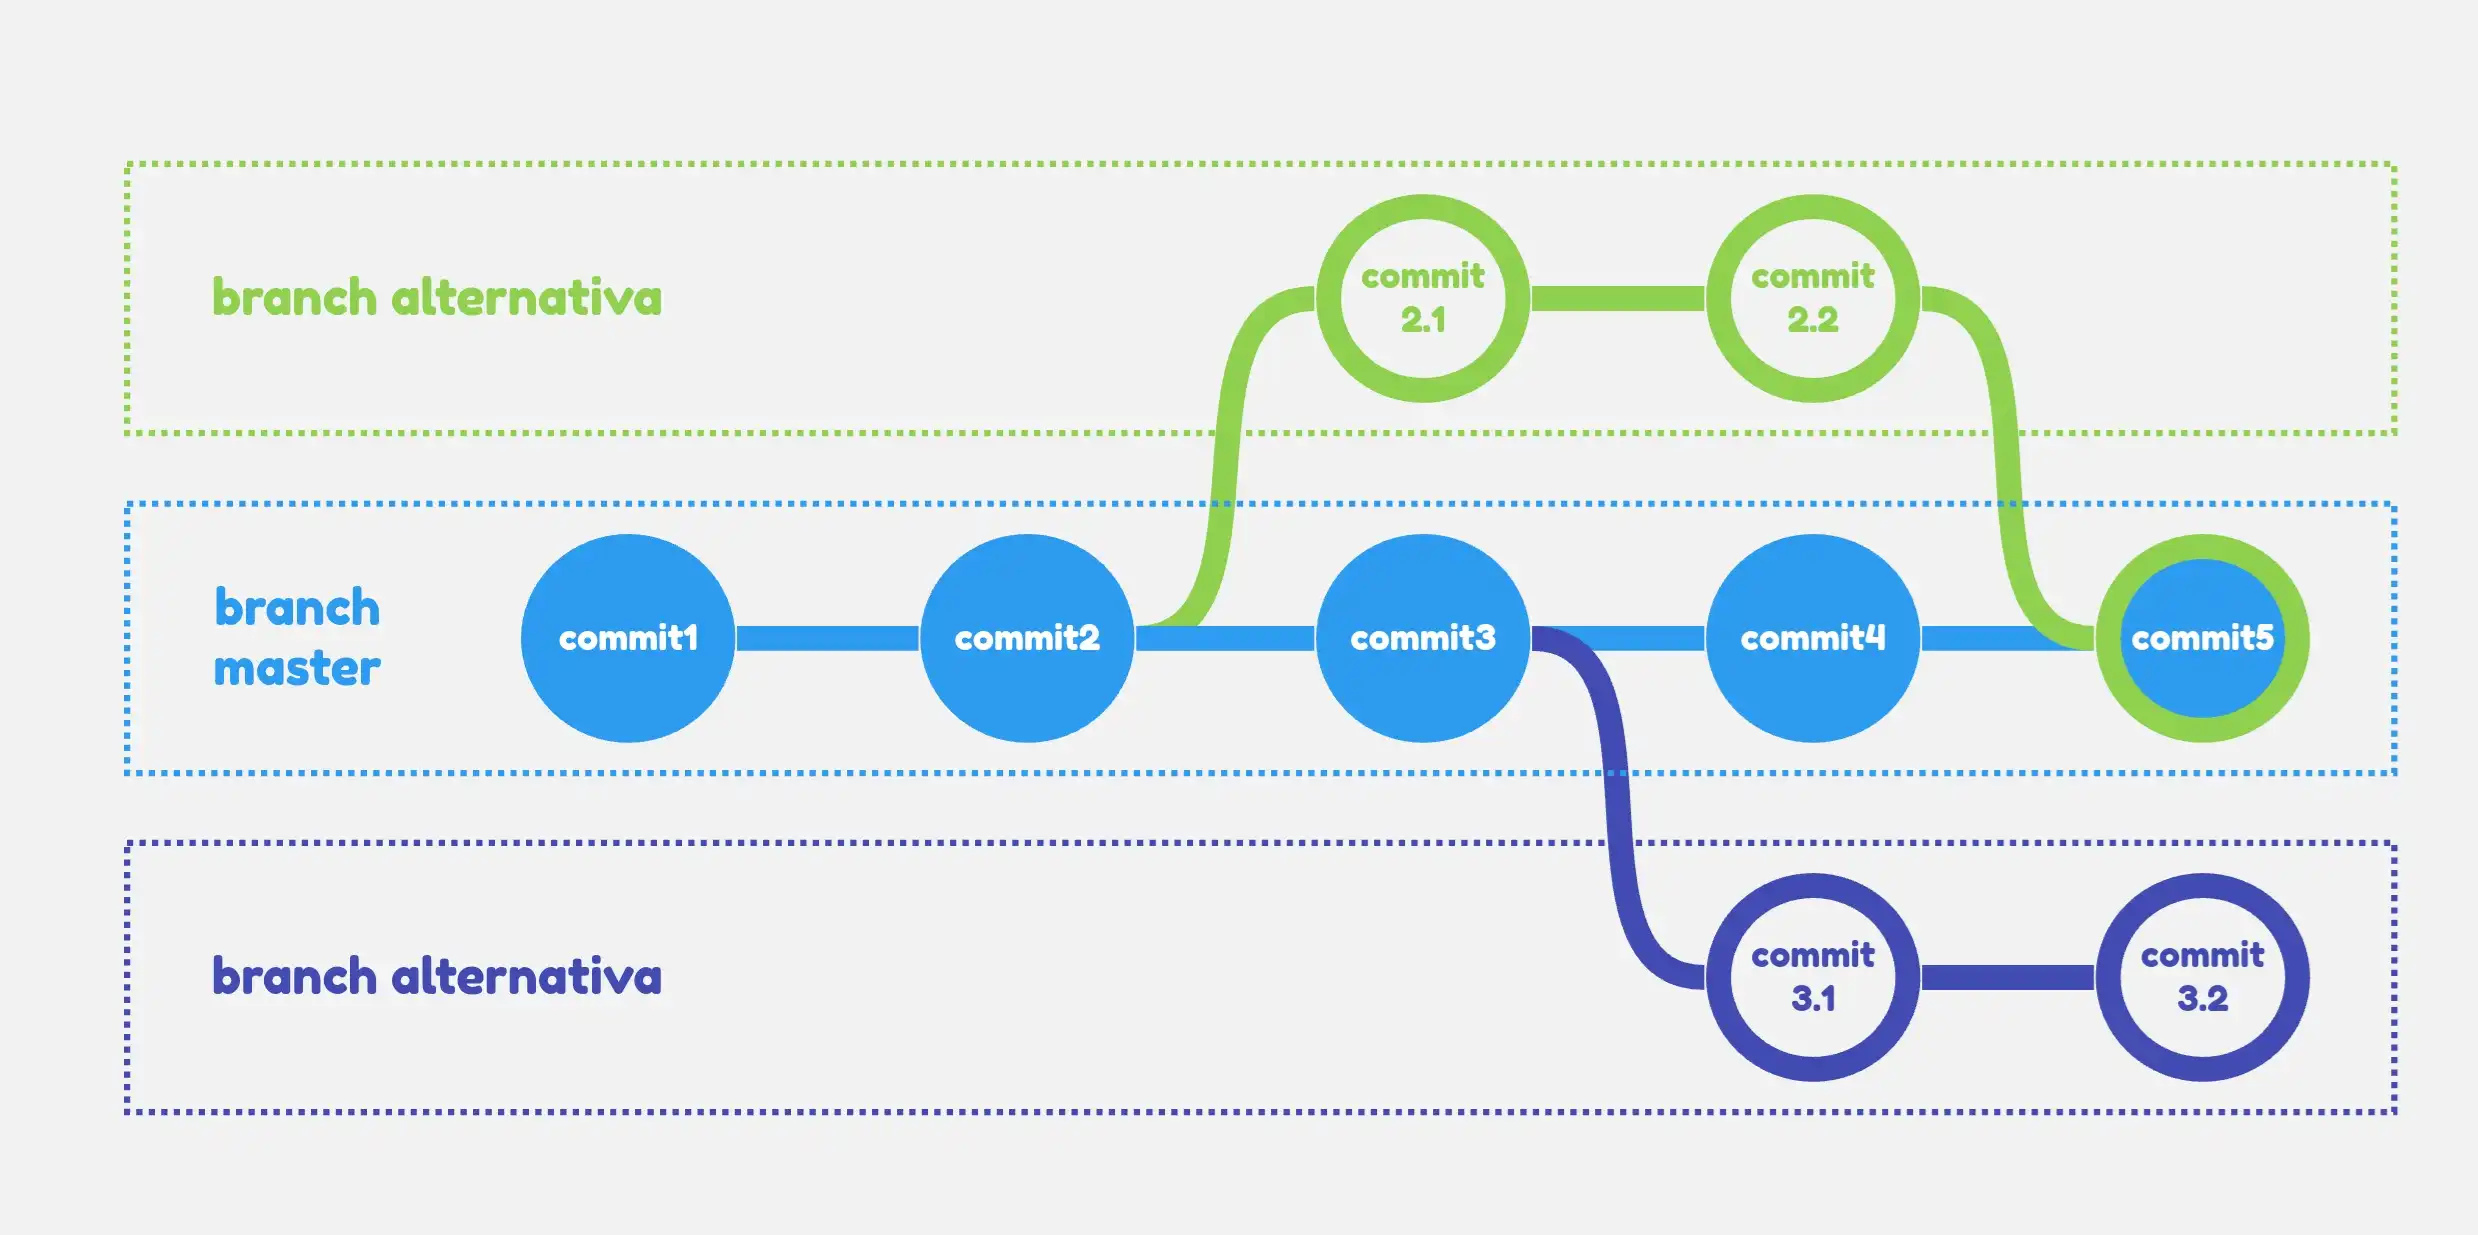 branch alternativa
commit
2.1
commit
2.2
branch
master
commit1
commit2
commit3
commit4
commit5
branch alternativa
commit
3.1
commit
3.2